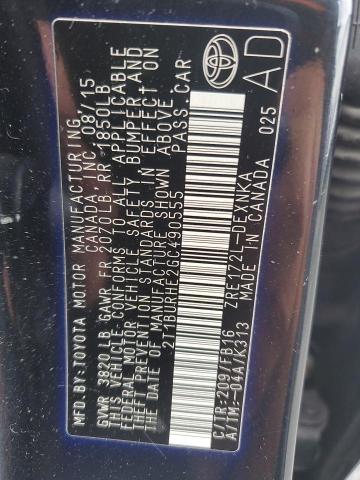 MFD.BY:TOYOTA MOTOR MANUFACTURING
CANADA, INC. 08/15
GVWR 3820LB GAWR FR 2070LB RR 1850LB
THIS VEHICLE CONFORMS TO ALL APPLICABLE
FEDERAL MOTOR VEHICLE SAFETY, BUMPER, AND
THEFT PREVENTION STANDARDS IN EFFECT ON
THE DATE OF MANUFACTURE SHOWN ABOVE.
2T1BURHE2GC490555 PASS.CAR
C/TR:209/FB16 ZRE172L-DEXNKA
A/TM:-04A/K313 MADE IN CANADA 025
AD